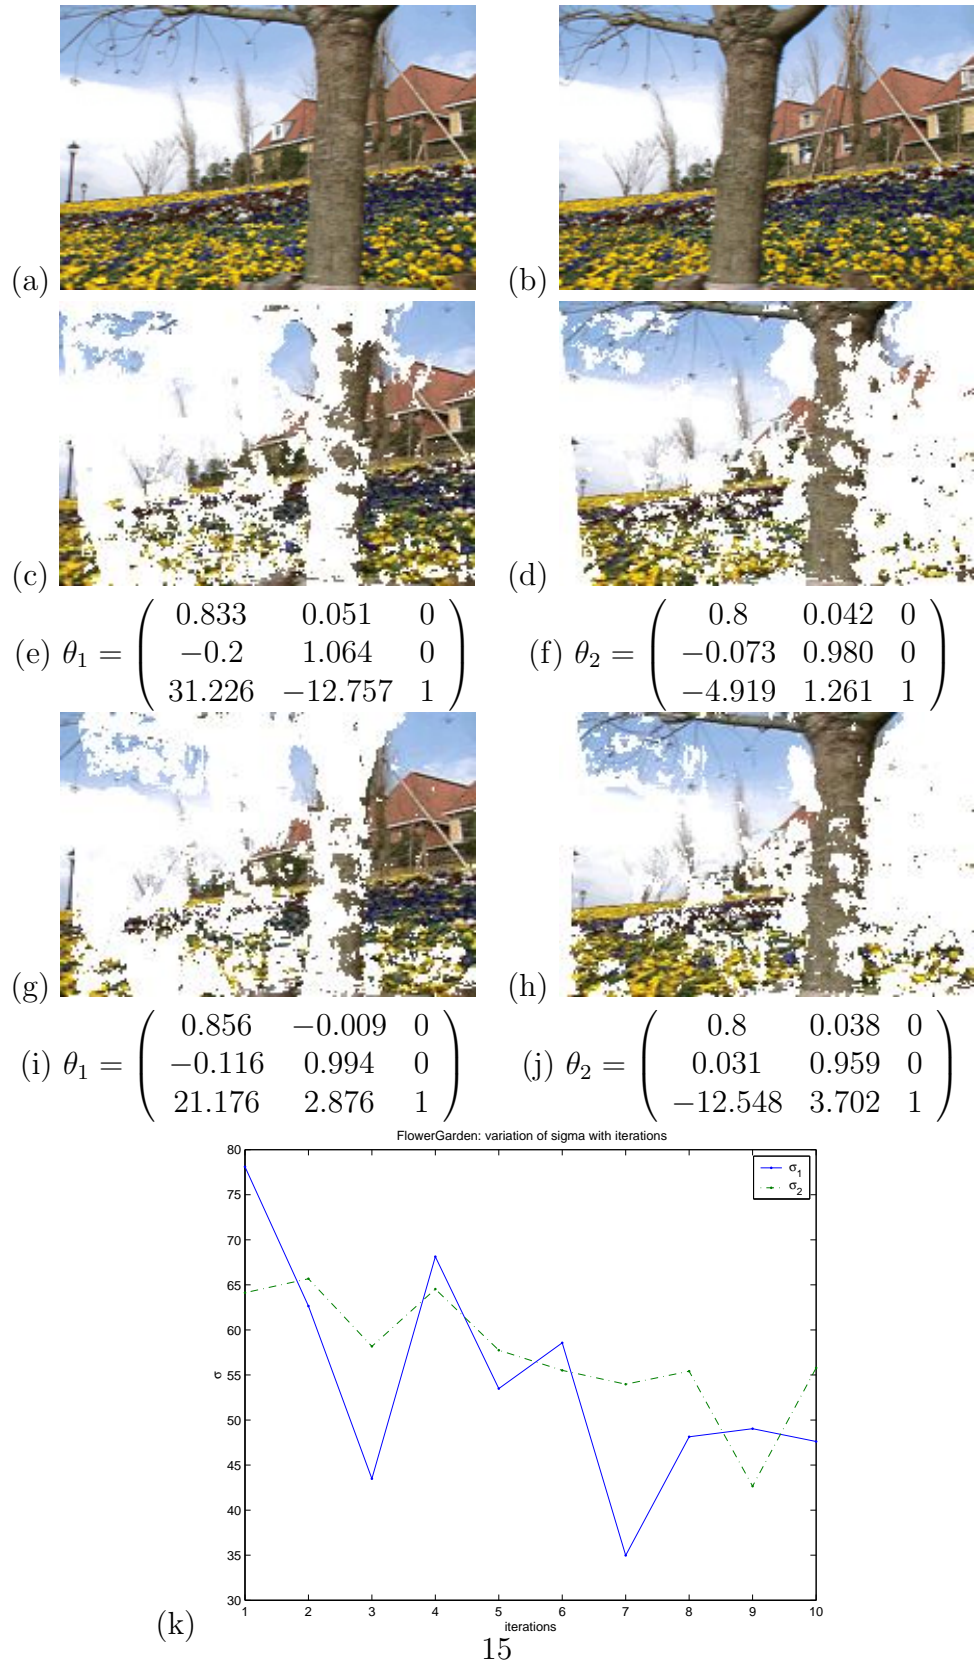 (a) (b)
(c) (d)
(e) θ1 = ( 0.833 0.051 0
−0.2 1.064 0
31.226 −12.757 1 )
(f) θ2 = ( 0.8 0.042 0
−0.073 0.980 0
−4.919 1.261 1 )
(g) (h)
(i) θ1 = ( 0.856 −0.009 0
−0.116 0.994 0
21.176 2.876 1 )
(j) θ2 = ( 0.8 0.038 0
0.031 0.959 0
−12.548 3.702 1 )
FlowerGarden: variation of sigma with iterations
σ1
σ2
80
75
70
65
60
55
50
45
40
35
30
σ
1 2 3 4 5 6 7 8 9 10
iterations
(k)
15